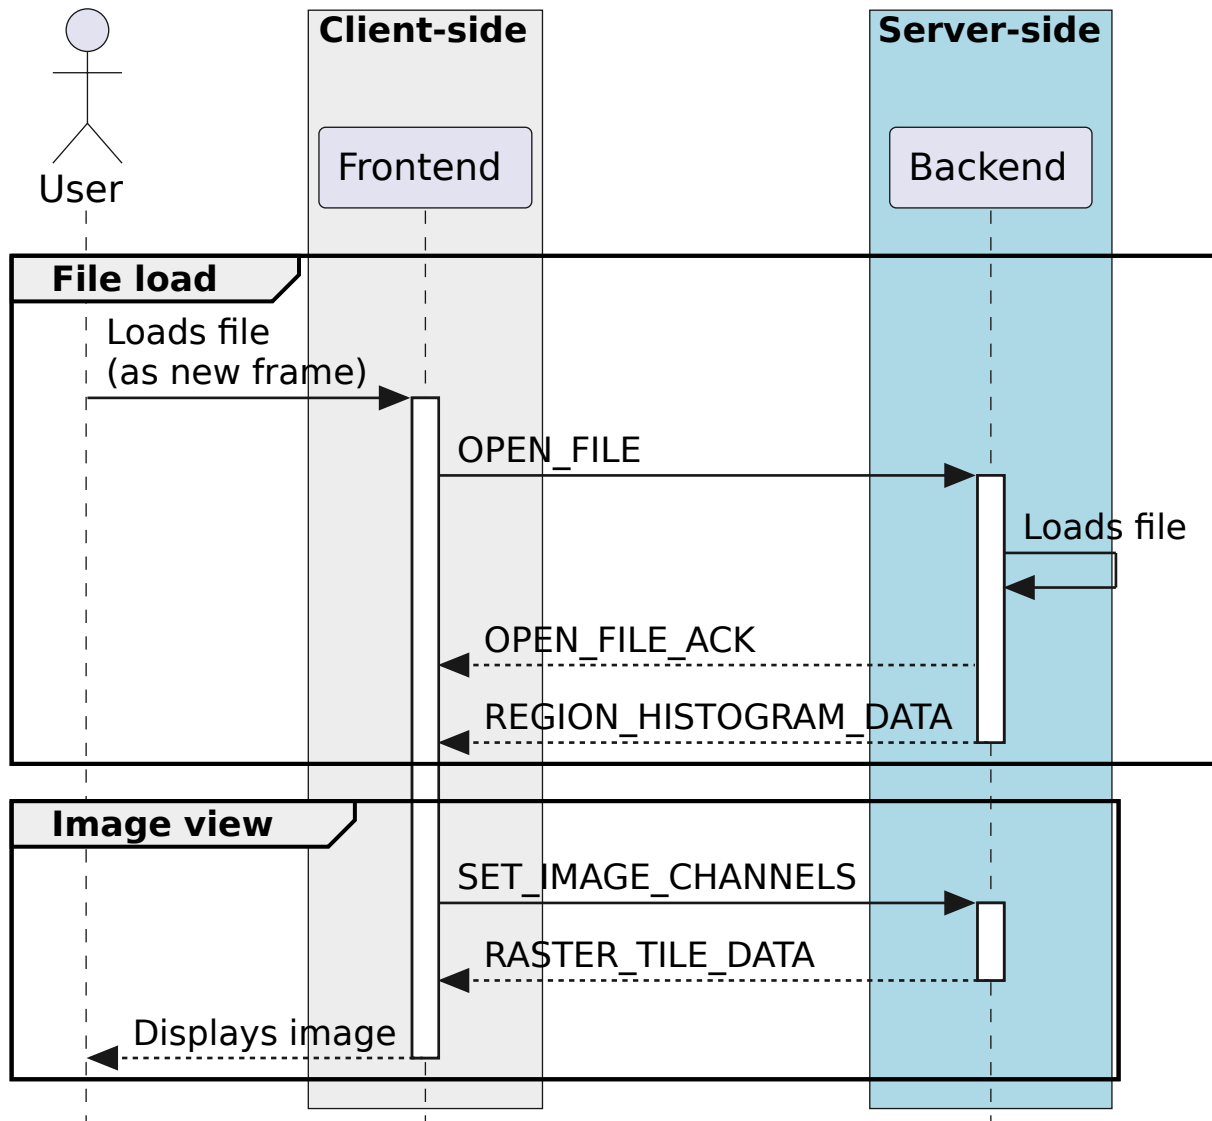 Client-side
Server-side
User
Frontend
Backend
File load
Loads file
(as new frame)
OPEN_FILE
Loads file
OPEN_FILE_ACK
REGION_HISTOGRAM_DATA
Image view
SET_IMAGE_CHANNELS
RASTER_TILE_DATA
Displays image